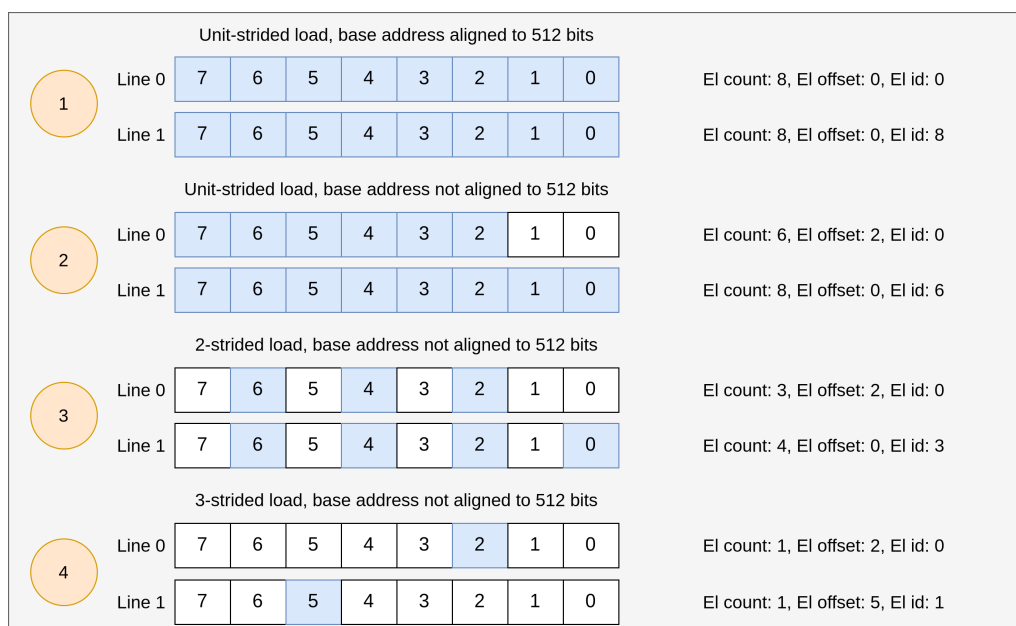 Unit-strided load, base address aligned to 512 bits
1
Line 0 7 6 5 4 3 2 1 0 El count: 8, El offset: 0, El id: 0
Line 1 7 6 5 4 3 2 1 0 El count: 8, El offset: 0, El id: 8
Unit-strided load, base address not aligned to 512 bits
2
Line 0 7 6 5 4 3 2 1 0 El count: 6, El offset: 2, El id: 0
Line 1 7 6 5 4 3 2 1 0 El count: 8, El offset: 0, El id: 6
2-strided load, base address not aligned to 512 bits
3
Line 0 7 6 5 4 3 2 1 0 El count: 3, El offset: 2, El id: 0
Line 1 7 6 5 4 3 2 1 0 El count: 4, El offset: 0, El id: 3
3-strided load, base address not aligned to 512 bits
4
Line 0 7 6 5 4 3 2 1 0 El count: 1, El offset: 2, El id: 0
Line 1 7 6 5 4 3 2 1 0 El count: 1, El offset: 5, El id: 1